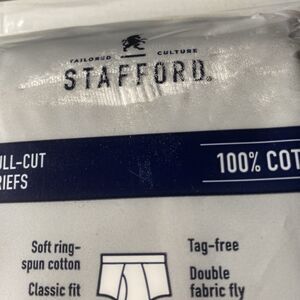 TAILORED CULTURE
STAFFORD®
ULL-CUT
RIEFS
100% COT
Soft ring-
spun cotton
Classic fit
Tag-free
Double
fabric fly